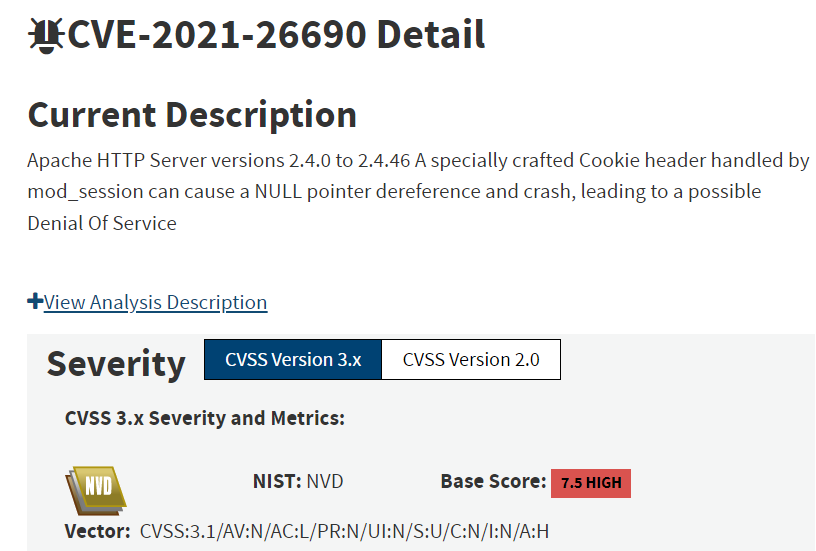 CVE-2021-26690 Detail
Current Description
Apache HTTP Server versions 2.4.0 to 2.4.46 A specially crafted Cookie header handled by
mod_session can cause a NULL pointer dereference and crash, leading to a possible
Denial Of Service
+View Analysis Description
Severity CVSS Version 3.x CVSS Version 2.0
CVSS 3.x Severity and Metrics:
NVD NIST: NVD Base Score: 7.5 HIGH
Vector: CVSS:3.1/AV:N/AC:L/PR:N/UI:N/S:U/C:N/I:N/A:H